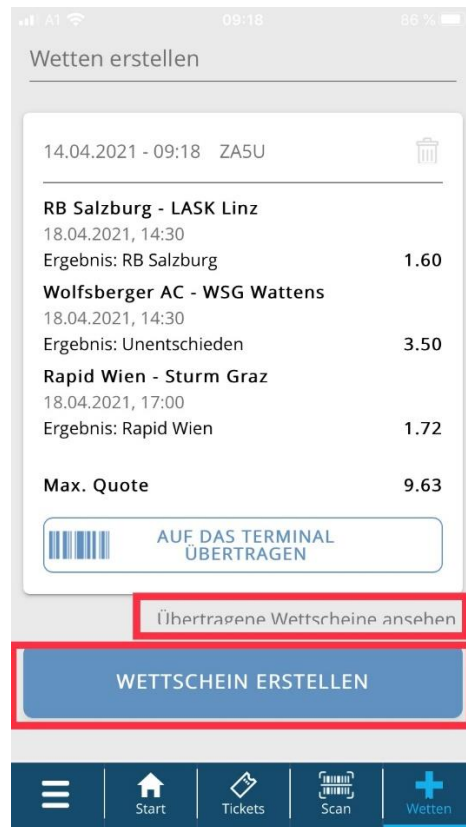 A1 09:18 86 %
Wetten erstellen
14.04.2021 - 09:18 ZA5U
RB Salzburg - LASK Linz
18.04.2021, 14:30
Ergebnis: RB Salzburg 1.60
Wolfsberger AC - WSG Wattens
18.04.2021, 14:30
Ergebnis: Unentschieden 3.50
Rapid Wien - Sturm Graz
18.04.2021, 17:00
Ergebnis: Rapid Wien 1.72
Max. Quote 9.63
AUF DAS TERMINAL
ÜBERTRAGEN
Übertragene Wettscheine ansehen
WETTSCHEIN ERSTELLEN
Start Tickets Scan Wetten